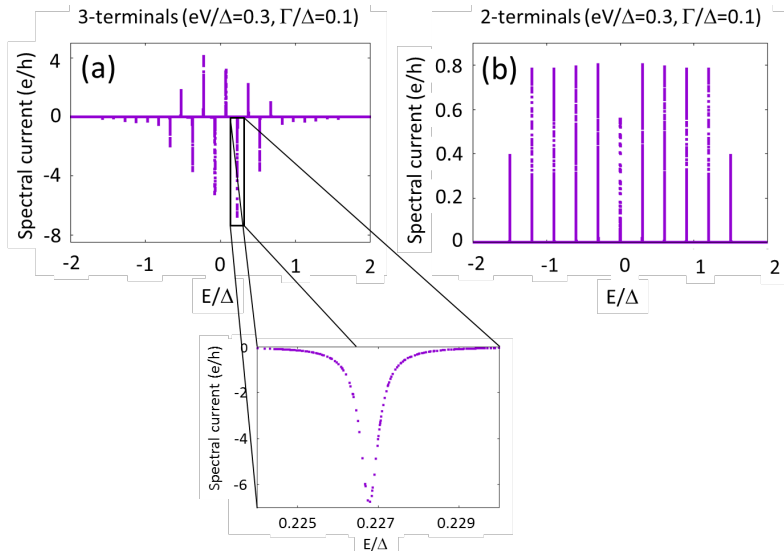 3-terminals (eV/Δ=0.3, Γ/Δ=0.1)
(a)
Spectral current (e/h)
4
0
-4
-8
-2
-1
0
1
2
E/Δ
2-terminals (eV/Δ=0.3, Γ/Δ=0.1)
(b)
Spectral current (e/h)
0.8
0.6
0.4
0.2
0
-2
-1
0
1
2
E/Δ
Spectral current (e/h)
0
-2
-4
-6
0.225
0.227
0.229
E/Δ